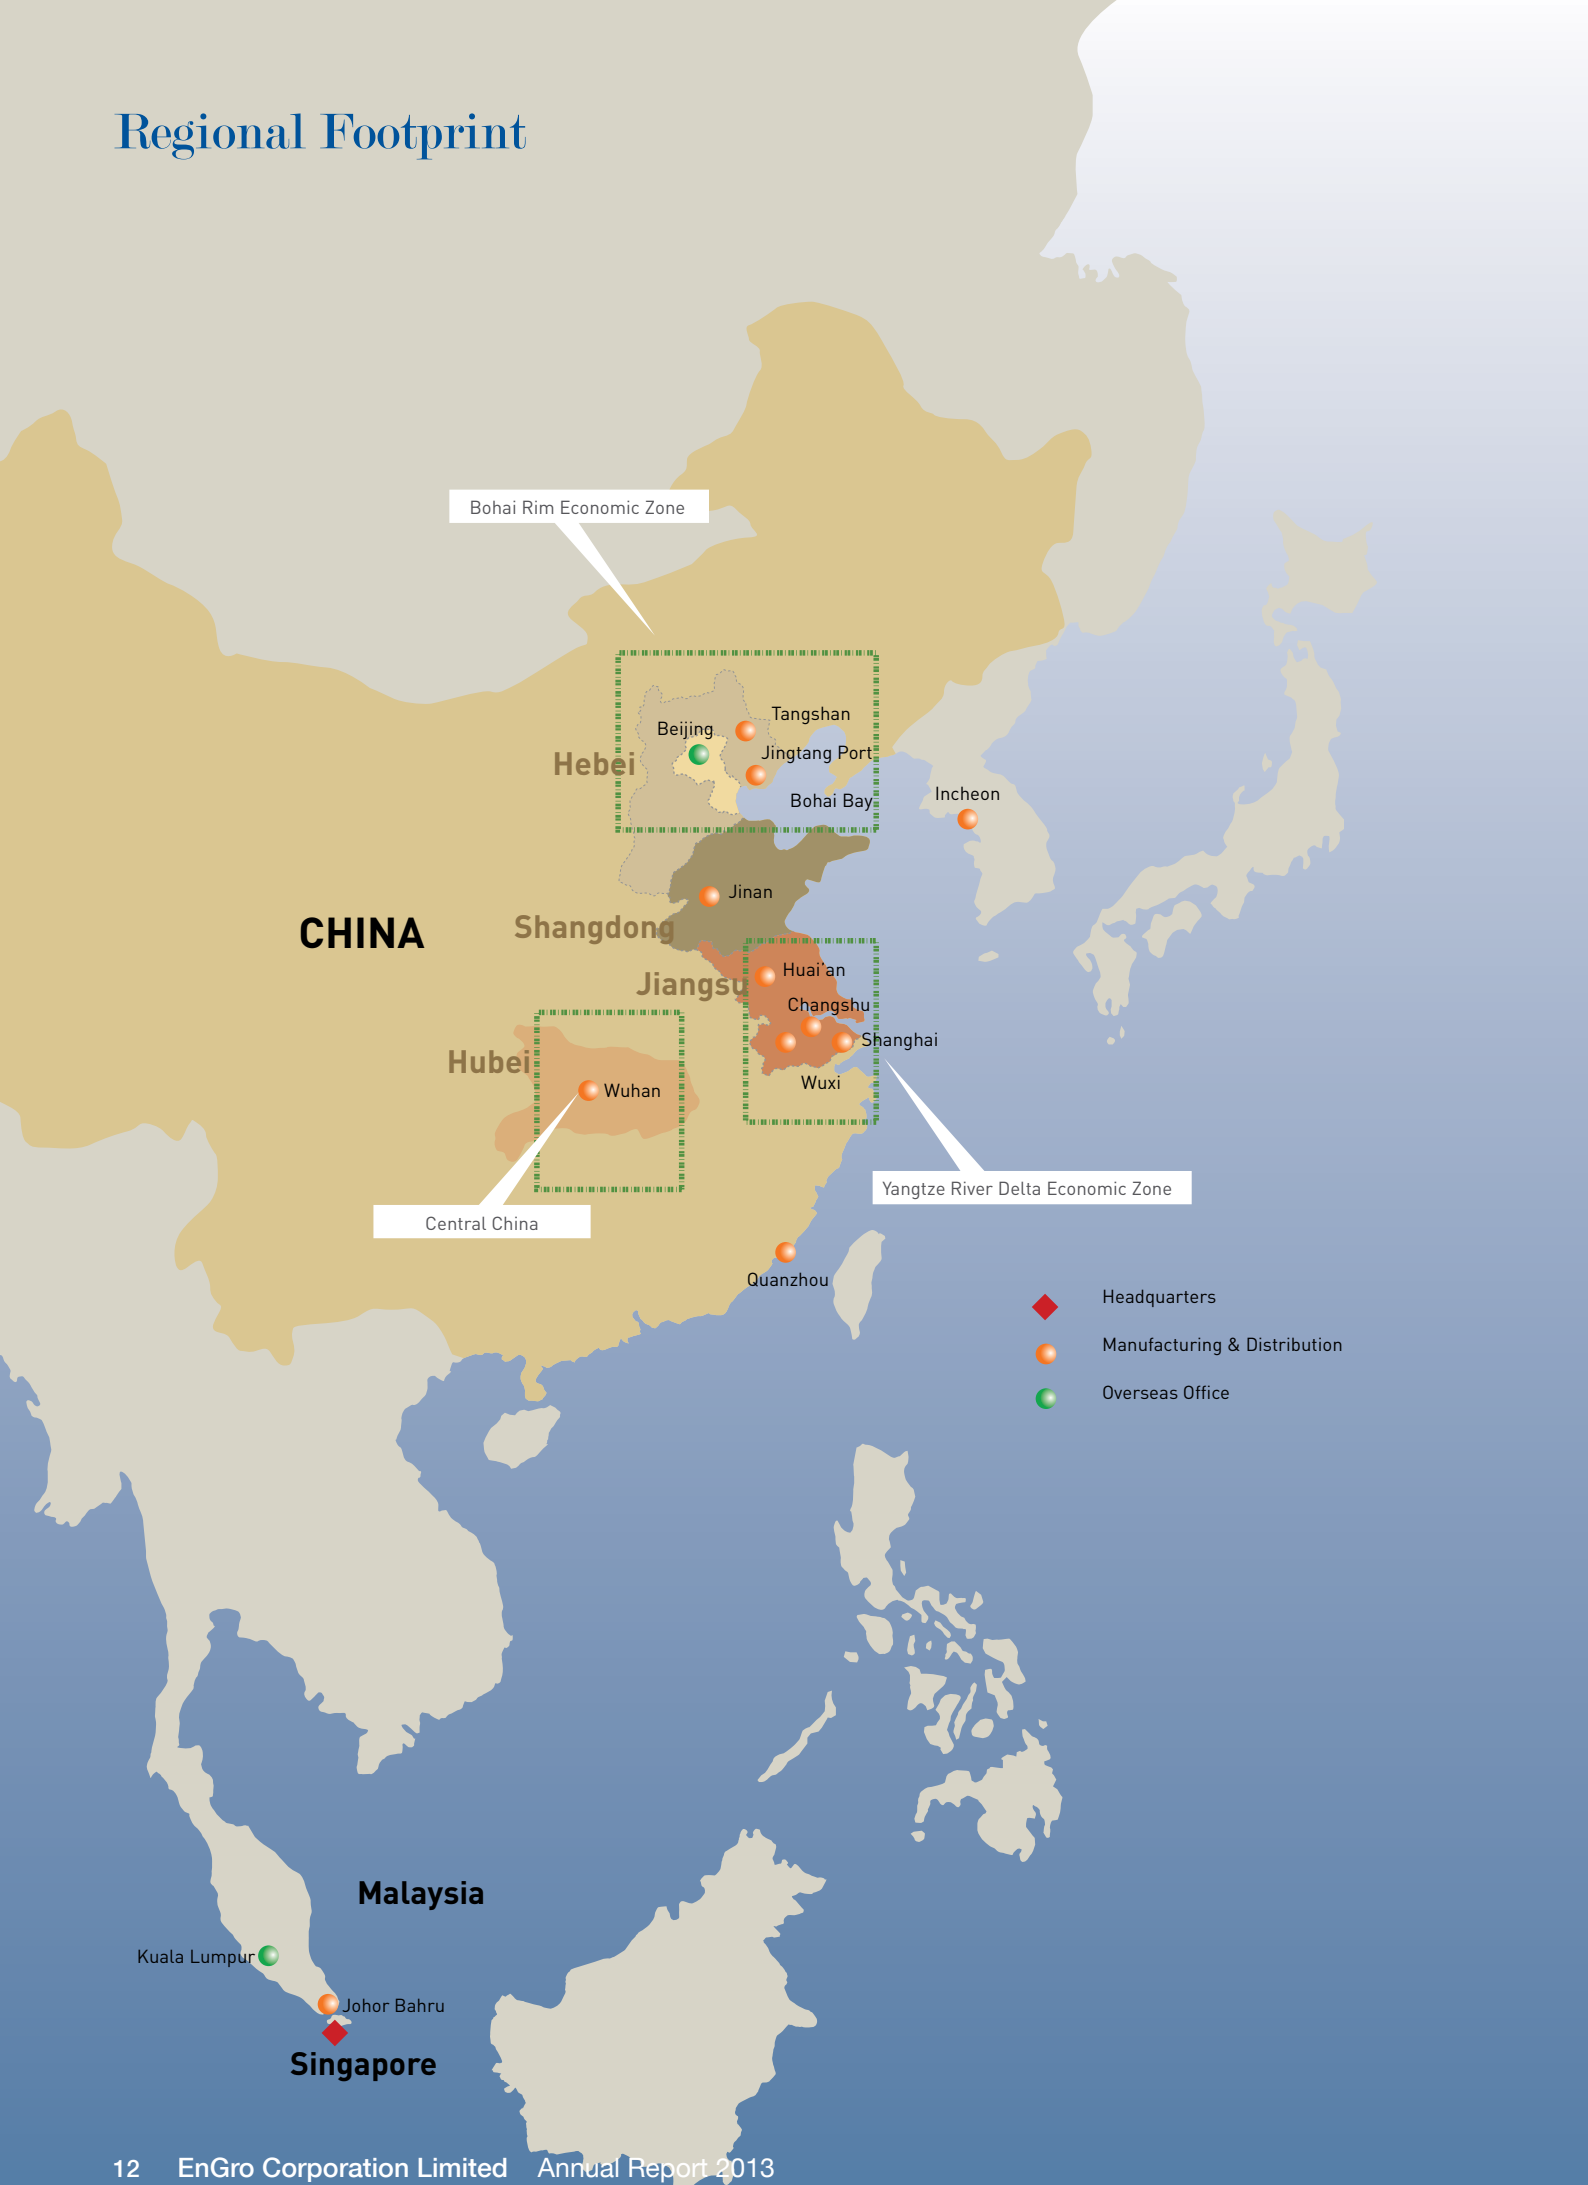 Regional Footprint
Bohai Rim Economic Zone
Tangshan
Beijing
Jingtang Port
Hebei
Bohai Bay
Incheon
Jinan
CHINA
Shangdong
Huai'an
Jiangsu
Changshu
Shanghai
Hubei
Wuxi
Wuhan
Yangtze River Delta Economic Zone
Central China
Quanzhou
Headquarters
Manufacturing & Distribution
Overseas Office
Malaysia
Kuala Lumpur
Johor Bahru
Singapore
12 EnGro Corporation Limited Annual Report 2013